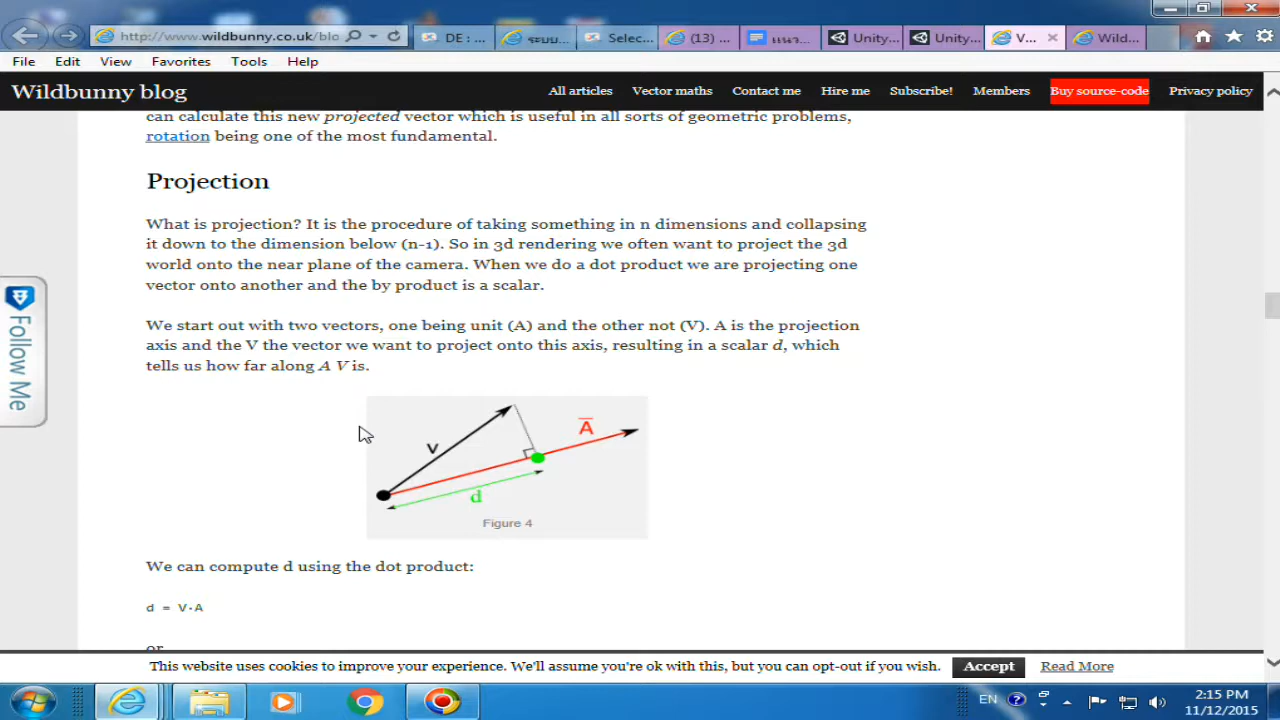 http://www.wildbunny.co.uk/blo
DE : ...
ระบบ...
Selec...
(13) ...
แนว...
Unity...
Unity...
V...
Wild...
File Edit View Favorites Tools Help
Wildbunny blog
All articles Vector maths Contact me Hire me Subscribe! Members Buy source-code Privacy policy
can calculate this new projected vector which is useful in all sorts of geometric problems,
rotation being one of the most fundamental.
Projection
What is projection? It is the procedure of taking something in n dimensions and collapsing
it down to the dimension below (n-1). So in 3d rendering we often want to project the 3d
world onto the near plane of the camera. When we do a dot product we are projecting one
vector onto another and the by product is a scalar.
We start out with two vectors, one being unit (A) and the other not (V). A is the projection
axis and the V the vector we want to project onto this axis, resulting in a scalar d, which
tells us how far along A V is.
Follow Me
V
A
d
Figure 4
We can compute d using the dot product:
d = V·A
or
This website uses cookies to improve your experience. We'll assume you're ok with this, but you can opt-out if you wish. Accept Read More
EN
2:15 PM
11/12/2015